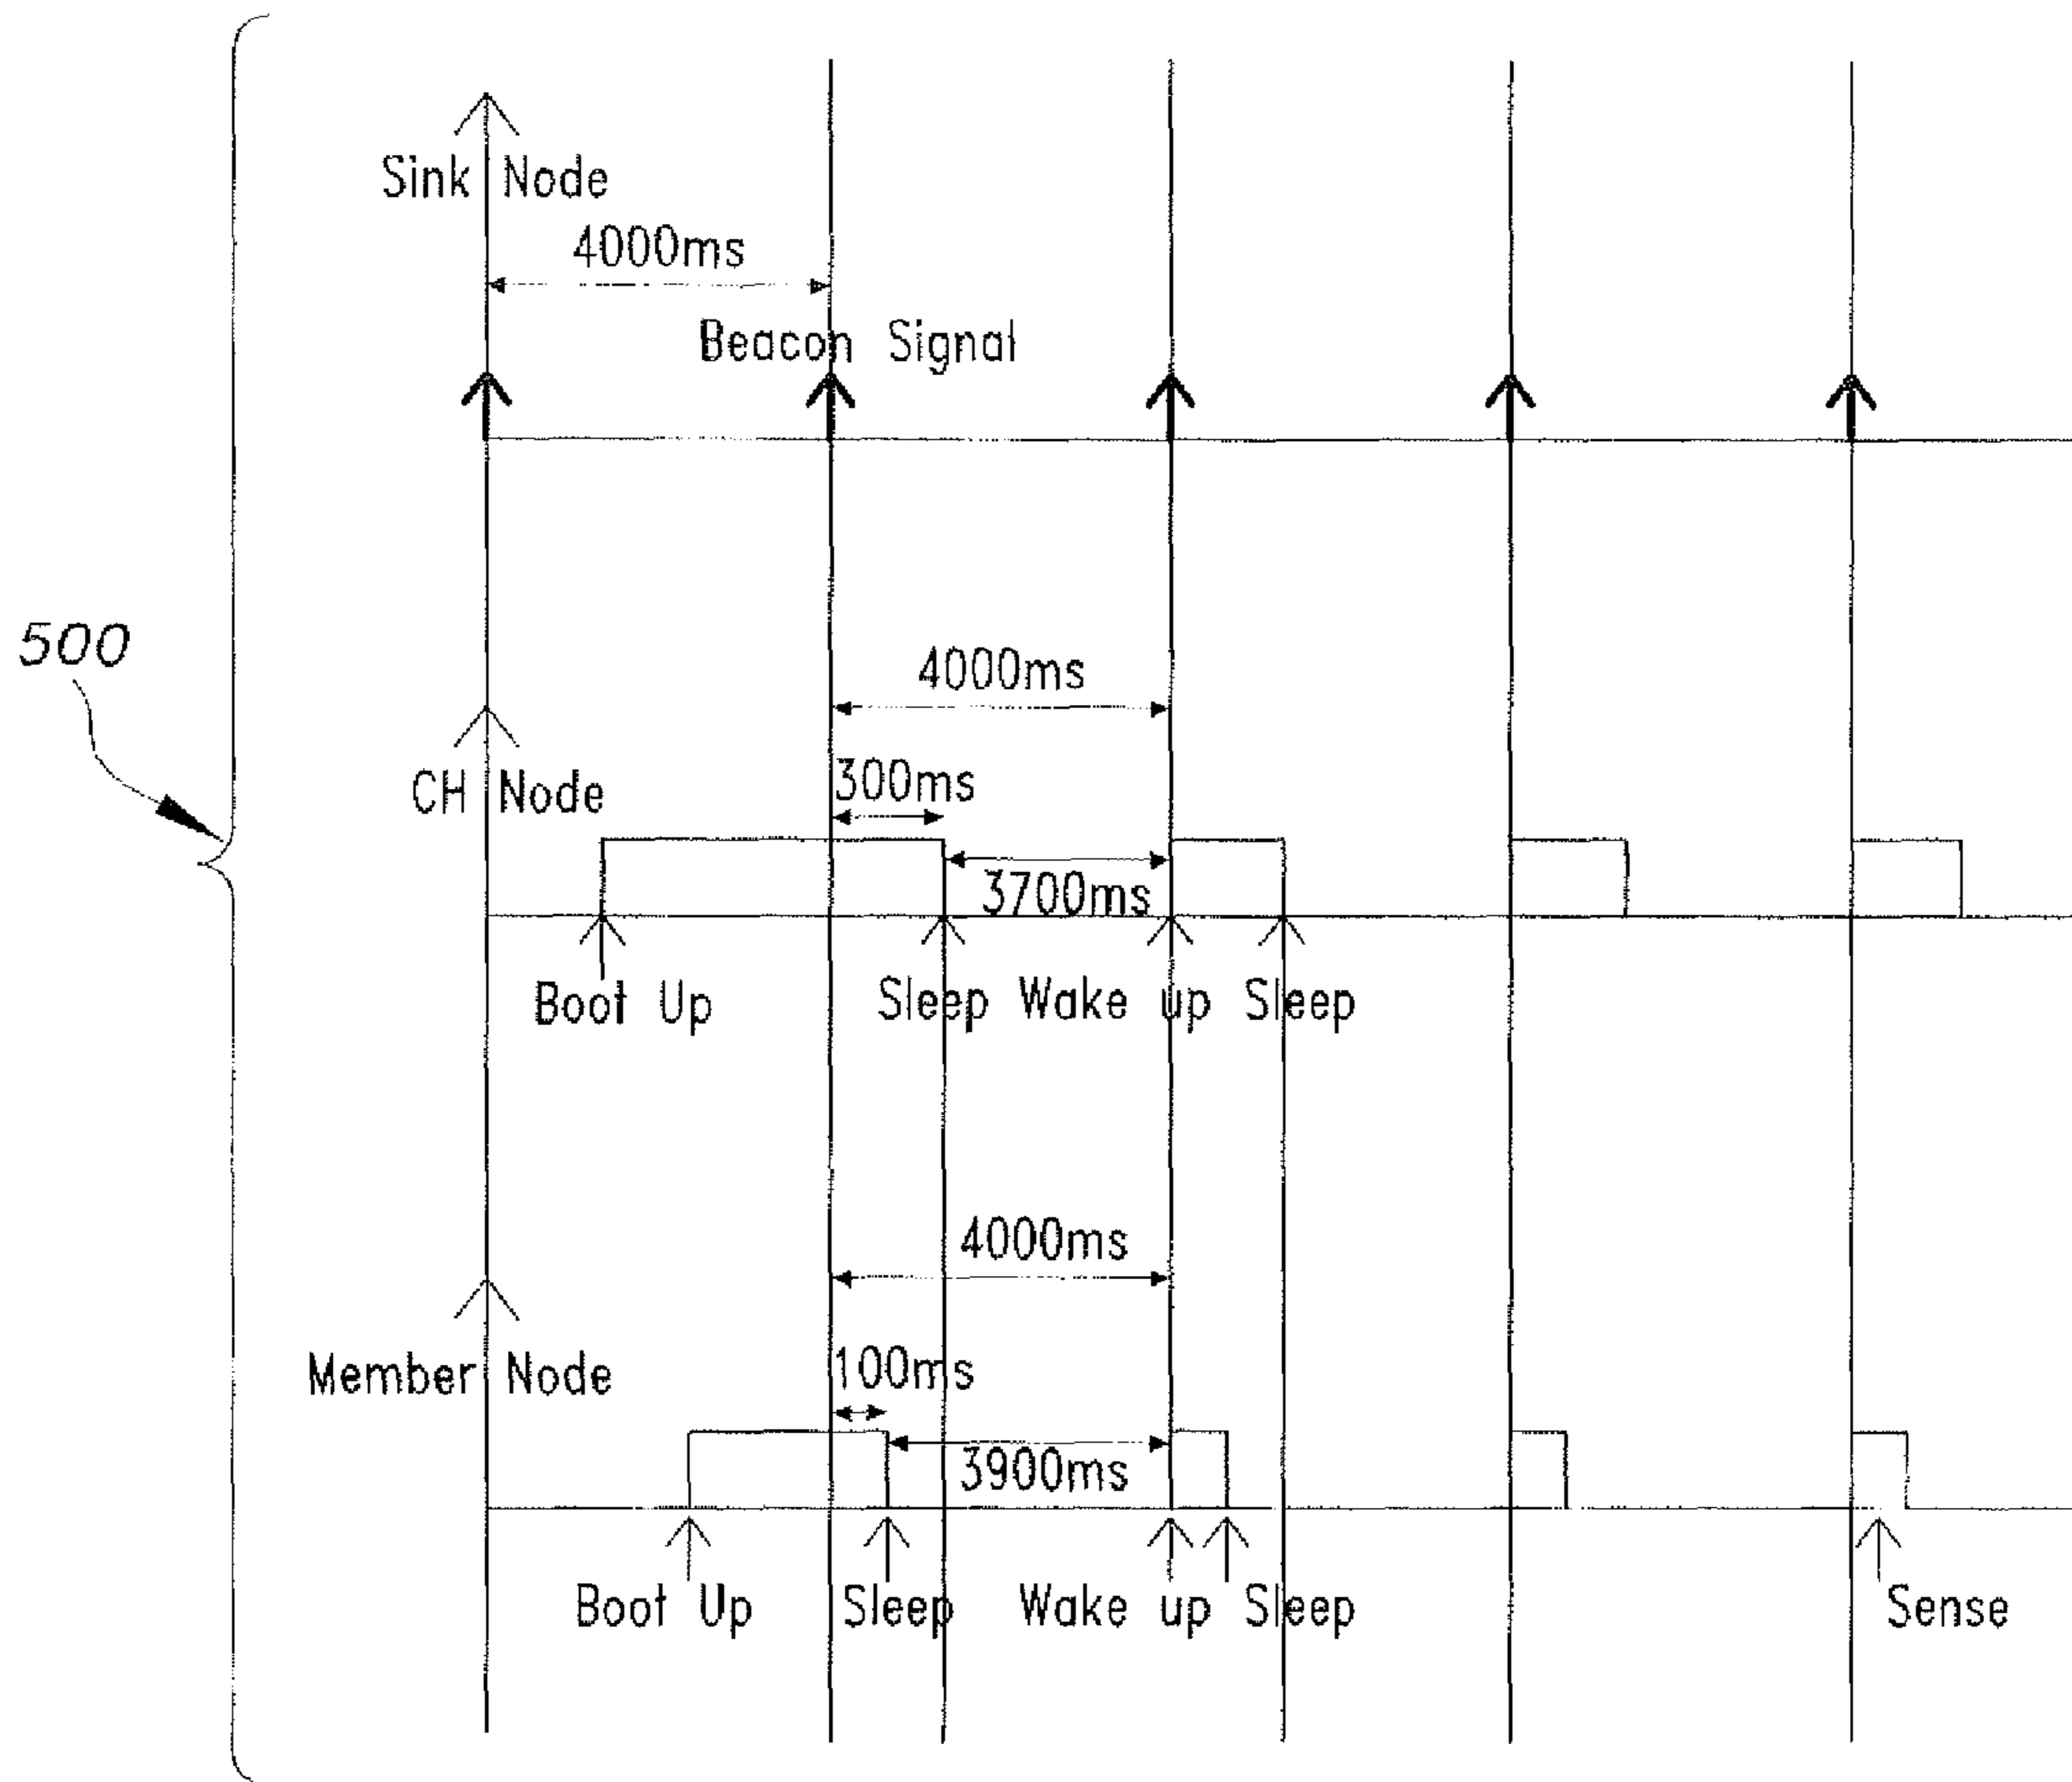 Sink Node
4000ms
Beacon Signal
500
4000ms
300ms
CH Node
3700ms
Boot Up
Sleep
Wake up
Sleep
4000ms
100ms
Member Node
3900ms
Boot Up
Sleep
Wake up
Sleep
Sense